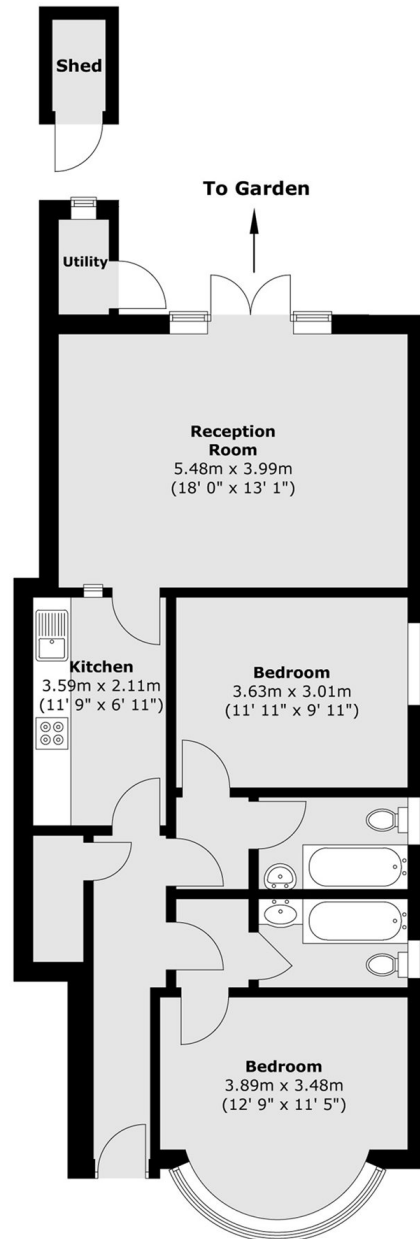 Shed
To Garden
Utility
Reception
Room
5.48m x 3.99m
(18' 0" x 13' 1")
Kitchen
3.59m x 2.11m
(11' 9" x 6' 11")
Bedroom
3.63m x 3.01m
(11' 11" x 9' 11")
Bedroom
3.89m x 3.48m
(12' 9" x 11' 5")